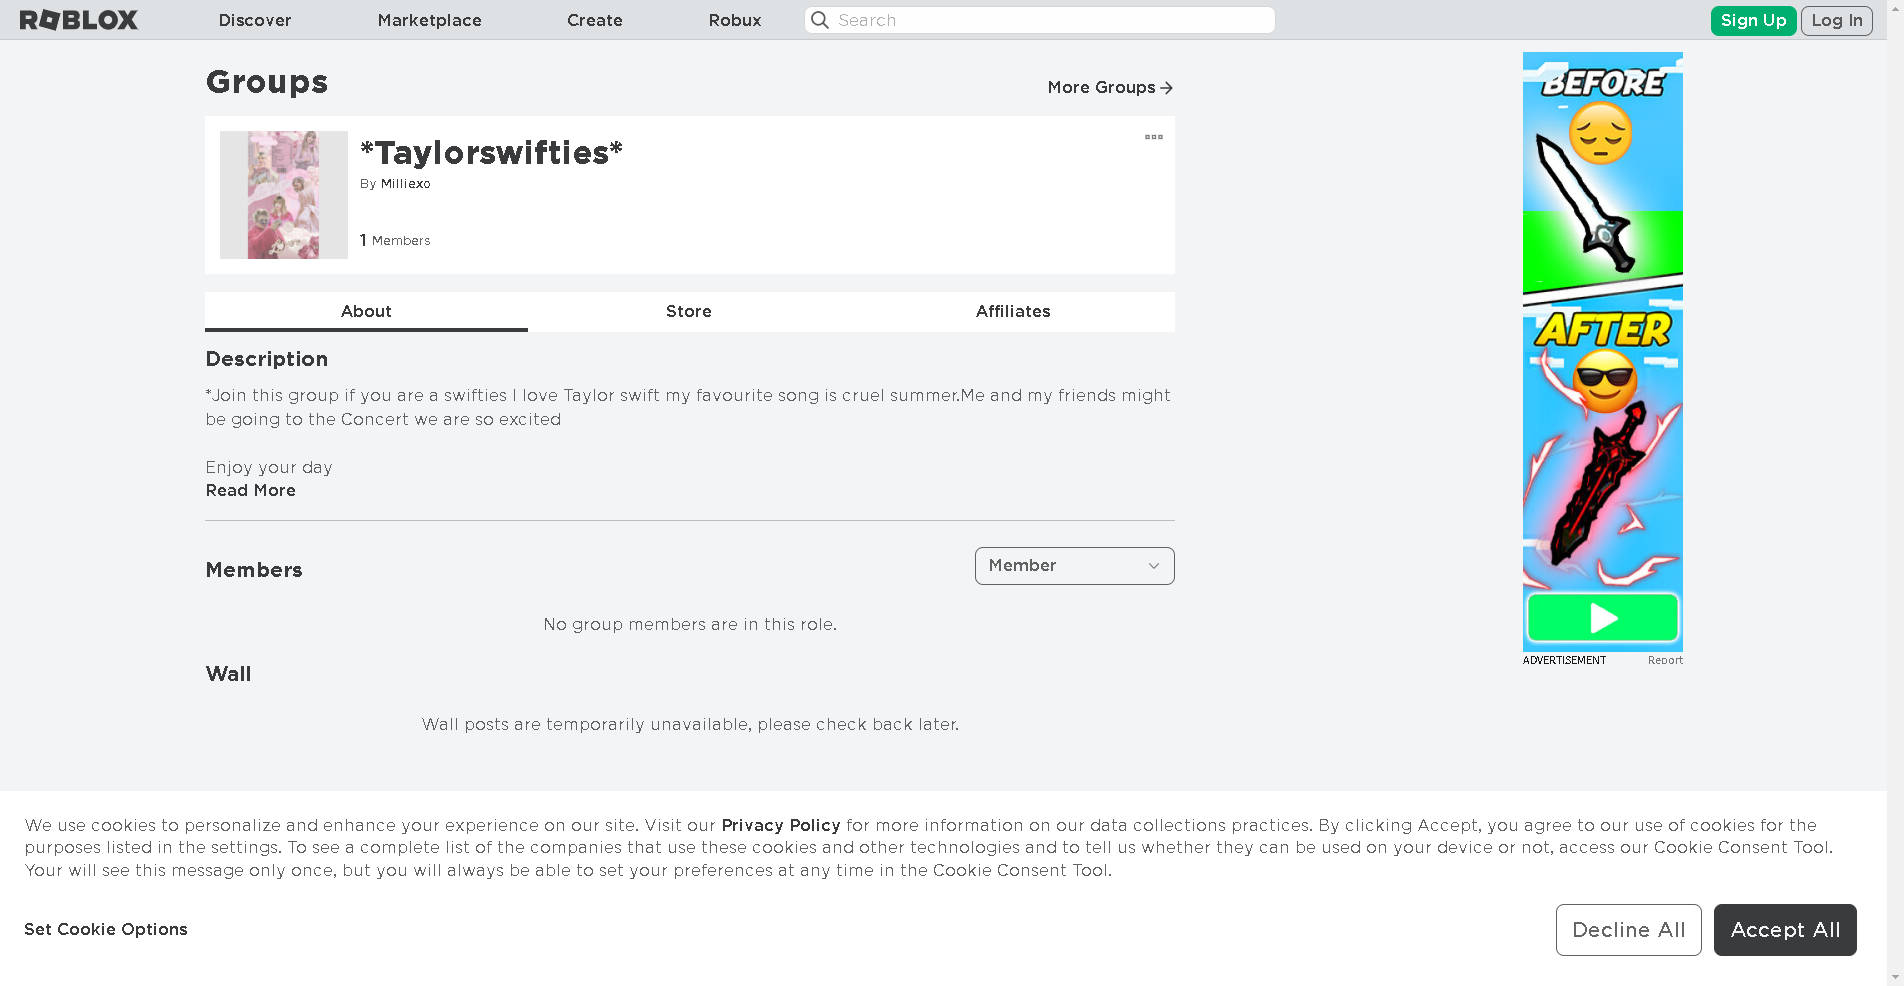 ROBLOX
Discover
Marketplace
Create
Robux
Search
Sign Up
Log In
Groups
More Groups
*Taylorswifties*
By Milliexo
1 Members
About
Store
Affiliates
Description
*Join this group if you are a swifties I love Taylor swift my favourite song is cruel summer.Me and my friends might
be going to the Concert we are so excited
Enjoy your day
Read More
Members
Member
No group members are in this role.
Wall
Wall posts are temporarily unavailable, please check back later.
BEFORE
AFTER
ADVERTISEMENT
Report
We use cookies to personalize and enhance your experience on our site. Visit our Privacy Policy for more information on our data collections practices. By clicking Accept, you agree to our use of cookies for the
purposes listed in the settings. To see a complete list of the companies that use these cookies and other technologies and to tell us whether they can be used on your device or not, access our Cookie Consent Tool.
Your will see this message only once, but you will always be able to set your preferences at any time in the Cookie Consent Tool.
Set Cookie Options
Decline All
Accept All